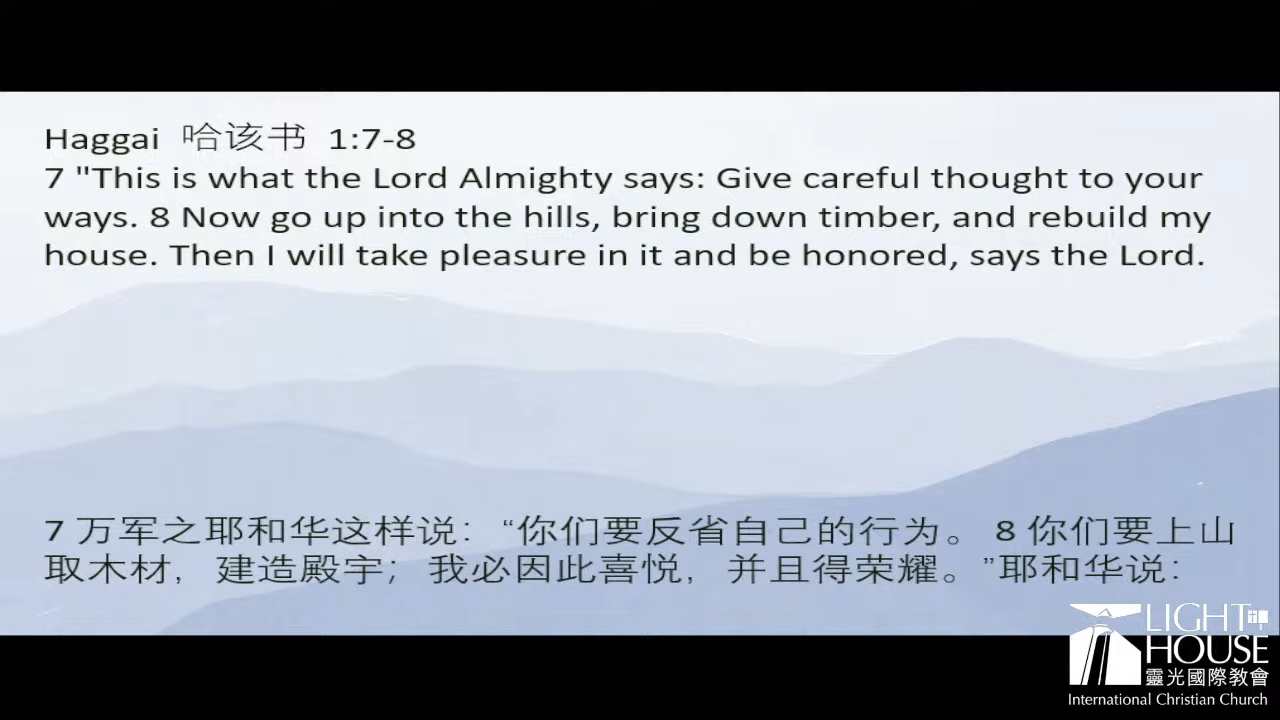 Haggai 哈该书 1:7-8
7 "This is what the Lord Almighty says: Give careful thought to your
ways. 8 Now go up into the hills, bring down timber, and rebuild my
house. Then I will take pleasure in it and be honored, says the Lord.
7 万军之耶和华这样说：“你们要反省自己的行为。 8 你们要上山
取木材，建造殿宇；我必因此喜悦，并且得荣耀。”耶和华说：
LIGHT
HOUSE
靈光國際教會
International Christian Church